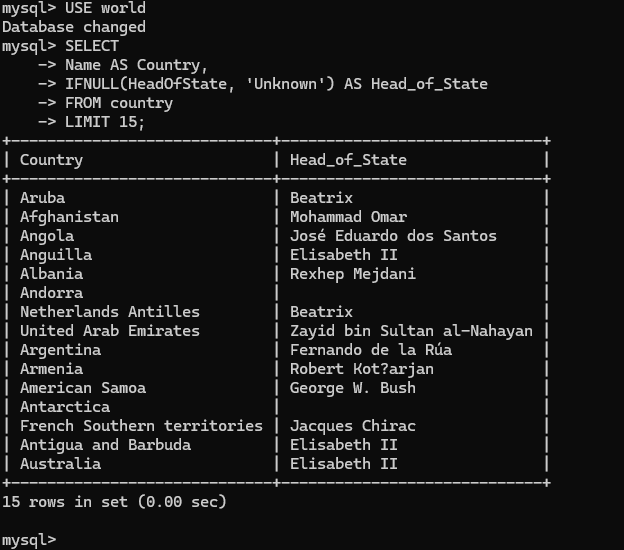 mysql> USE world
Database changed
mysql> SELECT
    -> Name AS Country,
    -> IFNULL(HeadOfState, 'Unknown') AS Head_of_State
    -> FROM country
    -> LIMIT 15;
+-----------------------------+-----------------------------+
| Country                     | Head_of_State               |
+-----------------------------+-----------------------------+
| Aruba                       | Beatrix                     |
| Afghanistan                 | Mohammad Omar               |
| Angola                      | José Eduardo dos Santos     |
| Anguilla                    | Elisabeth II                |
| Albania                     | Rexhep Mejdani              |
| Andorra                     |                             |
| Netherlands Antilles        | Beatrix                     |
| United Arab Emirates        | Zayid bin Sultan al-Nahayan |
| Argentina                   | Fernando de la Rúa          |
| Armenia                     | Robert Kot?arjan            |
| American Samoa              | George W. Bush              |
| Antarctica                  |                             |
| French Southern territories | Jacques Chirac              |
| Antigua and Barbuda         | Elisabeth II                |
| Australia                   | Elisabeth II                |
+-----------------------------+-----------------------------+
15 rows in set (0.00 sec)
mysql>